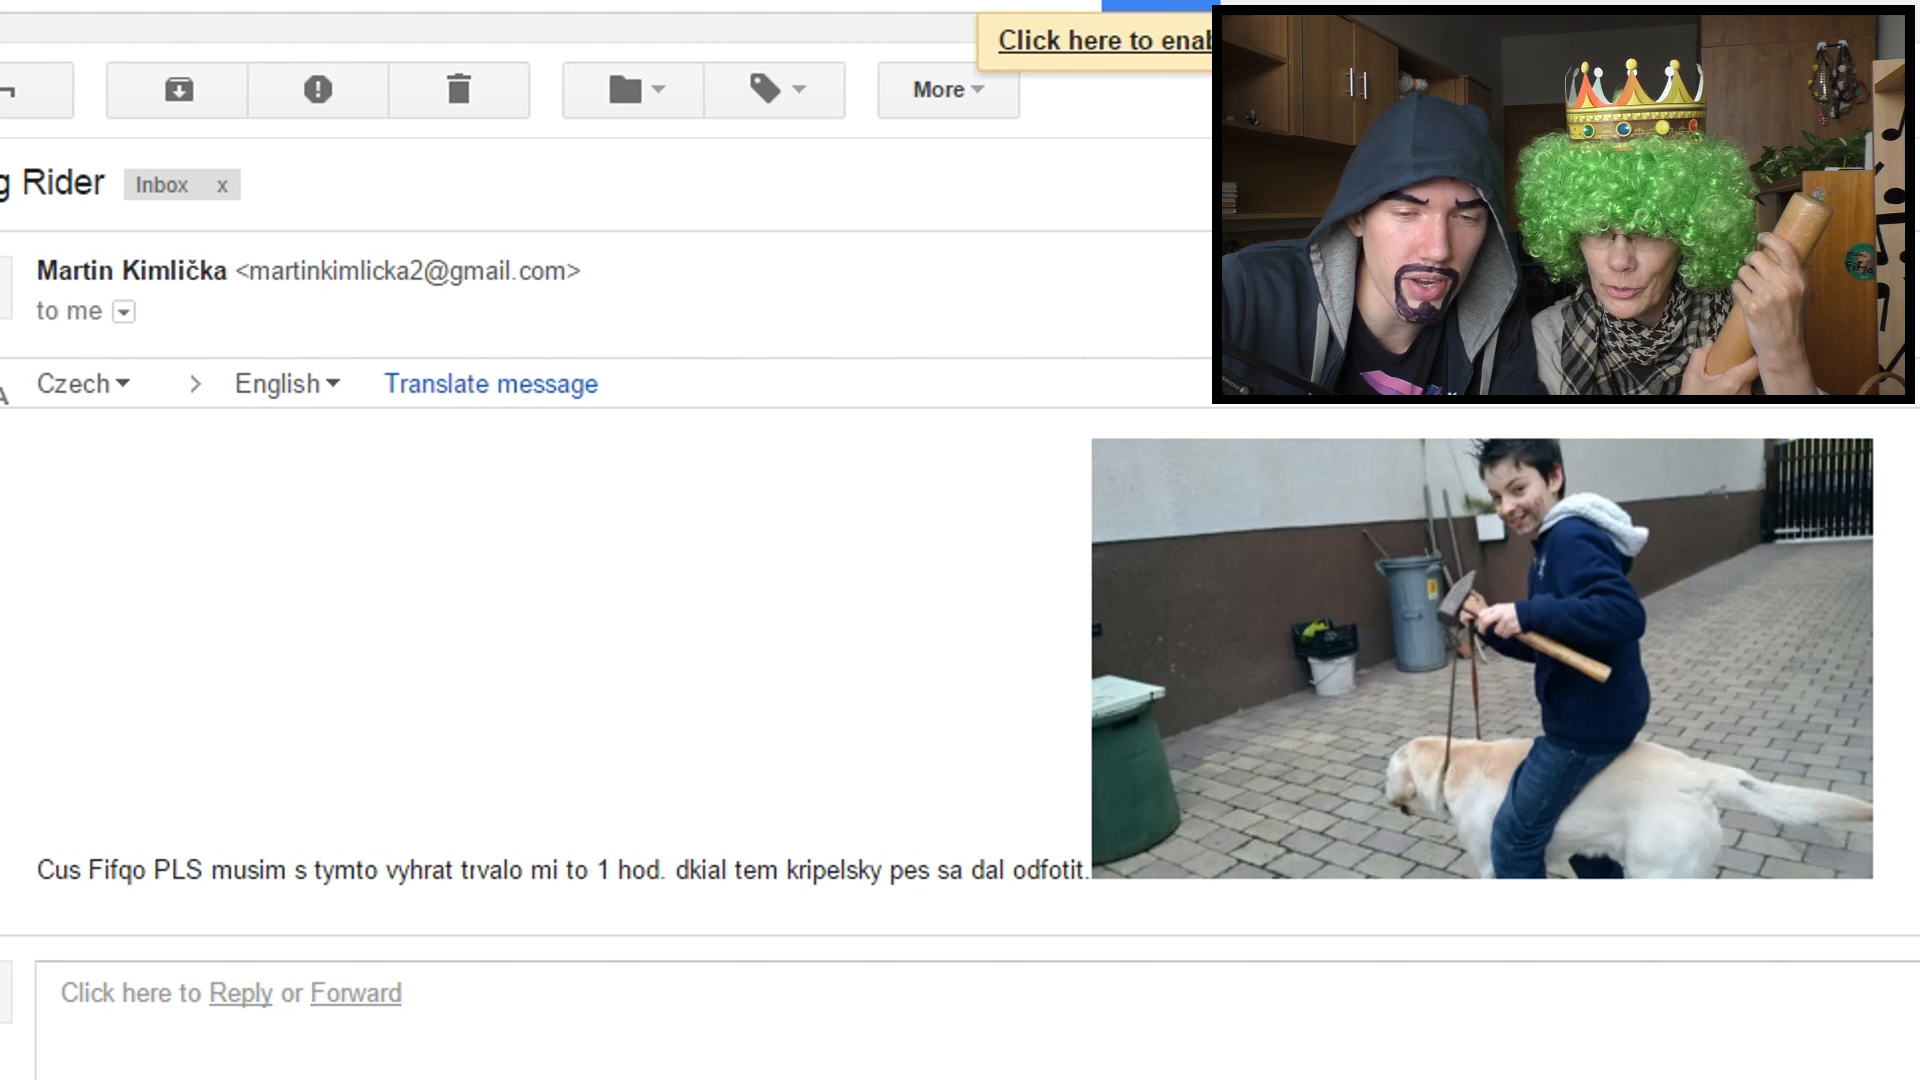 Click here to enab
More
g Rider
Inbox x
Martin Kimlička <martinkimlicka2@gmail.com>
to me
Czech > English Translate message
Cus Fifqo PLS musim s tymto vyhrat trvalo mi to 1 hod. dkial tem kripelsky pes sa dal odfotit.
Click here to Reply or Forward